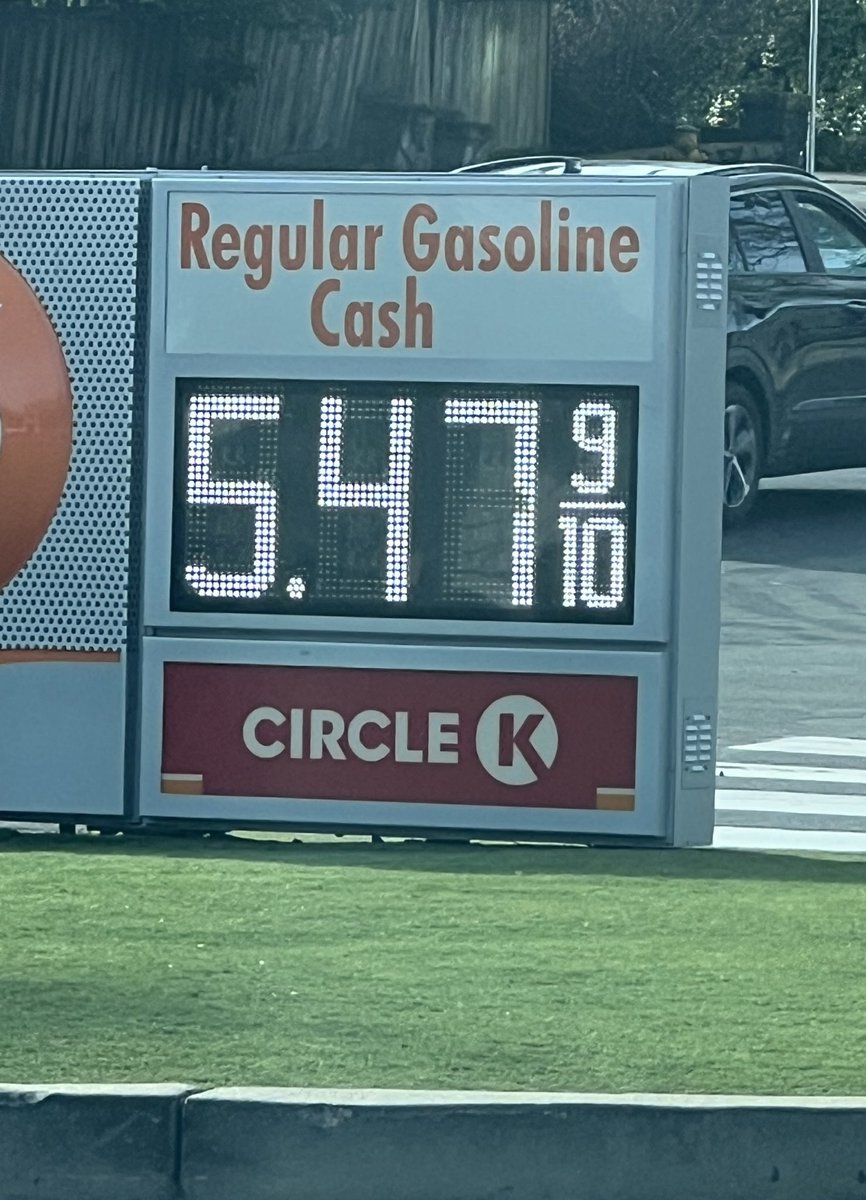 Regular Gasoline
Cash
5.47 9/10
CIRCLE K